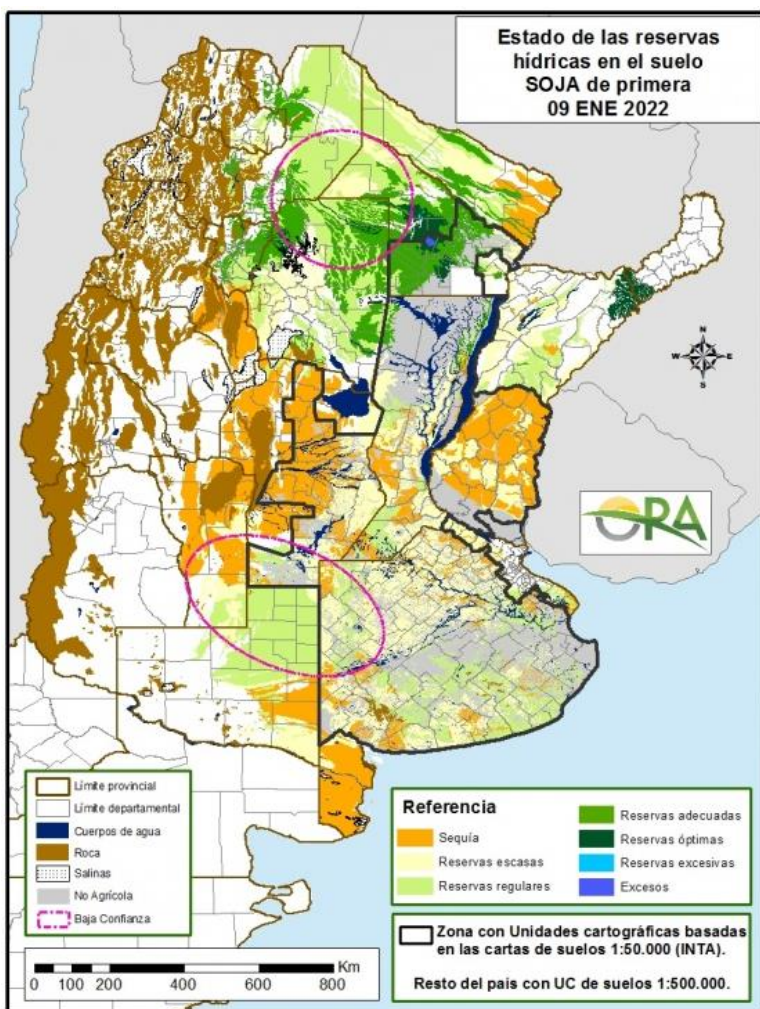 Estado de las reservas
hídricas en el suelo
SOJA de primera
09 ENE 2022
N
W E
S
ORA
Límite provincial
Límite departamental
Cuerpos de agua
Roca
Salinas
No Agrícola
Baja Confianza
Referencia
Sequía
Reservas escasas
Reservas regulares
Reservas adecuadas
Reservas óptimas
Reservas excesivas
Excesos
Zona con Unidades cartográficas basadas
en las cartas de suelos 1:50.000 (INTA).
Resto del país con UC de suelos 1:500.000.
Km
0 100 200 400 600 800